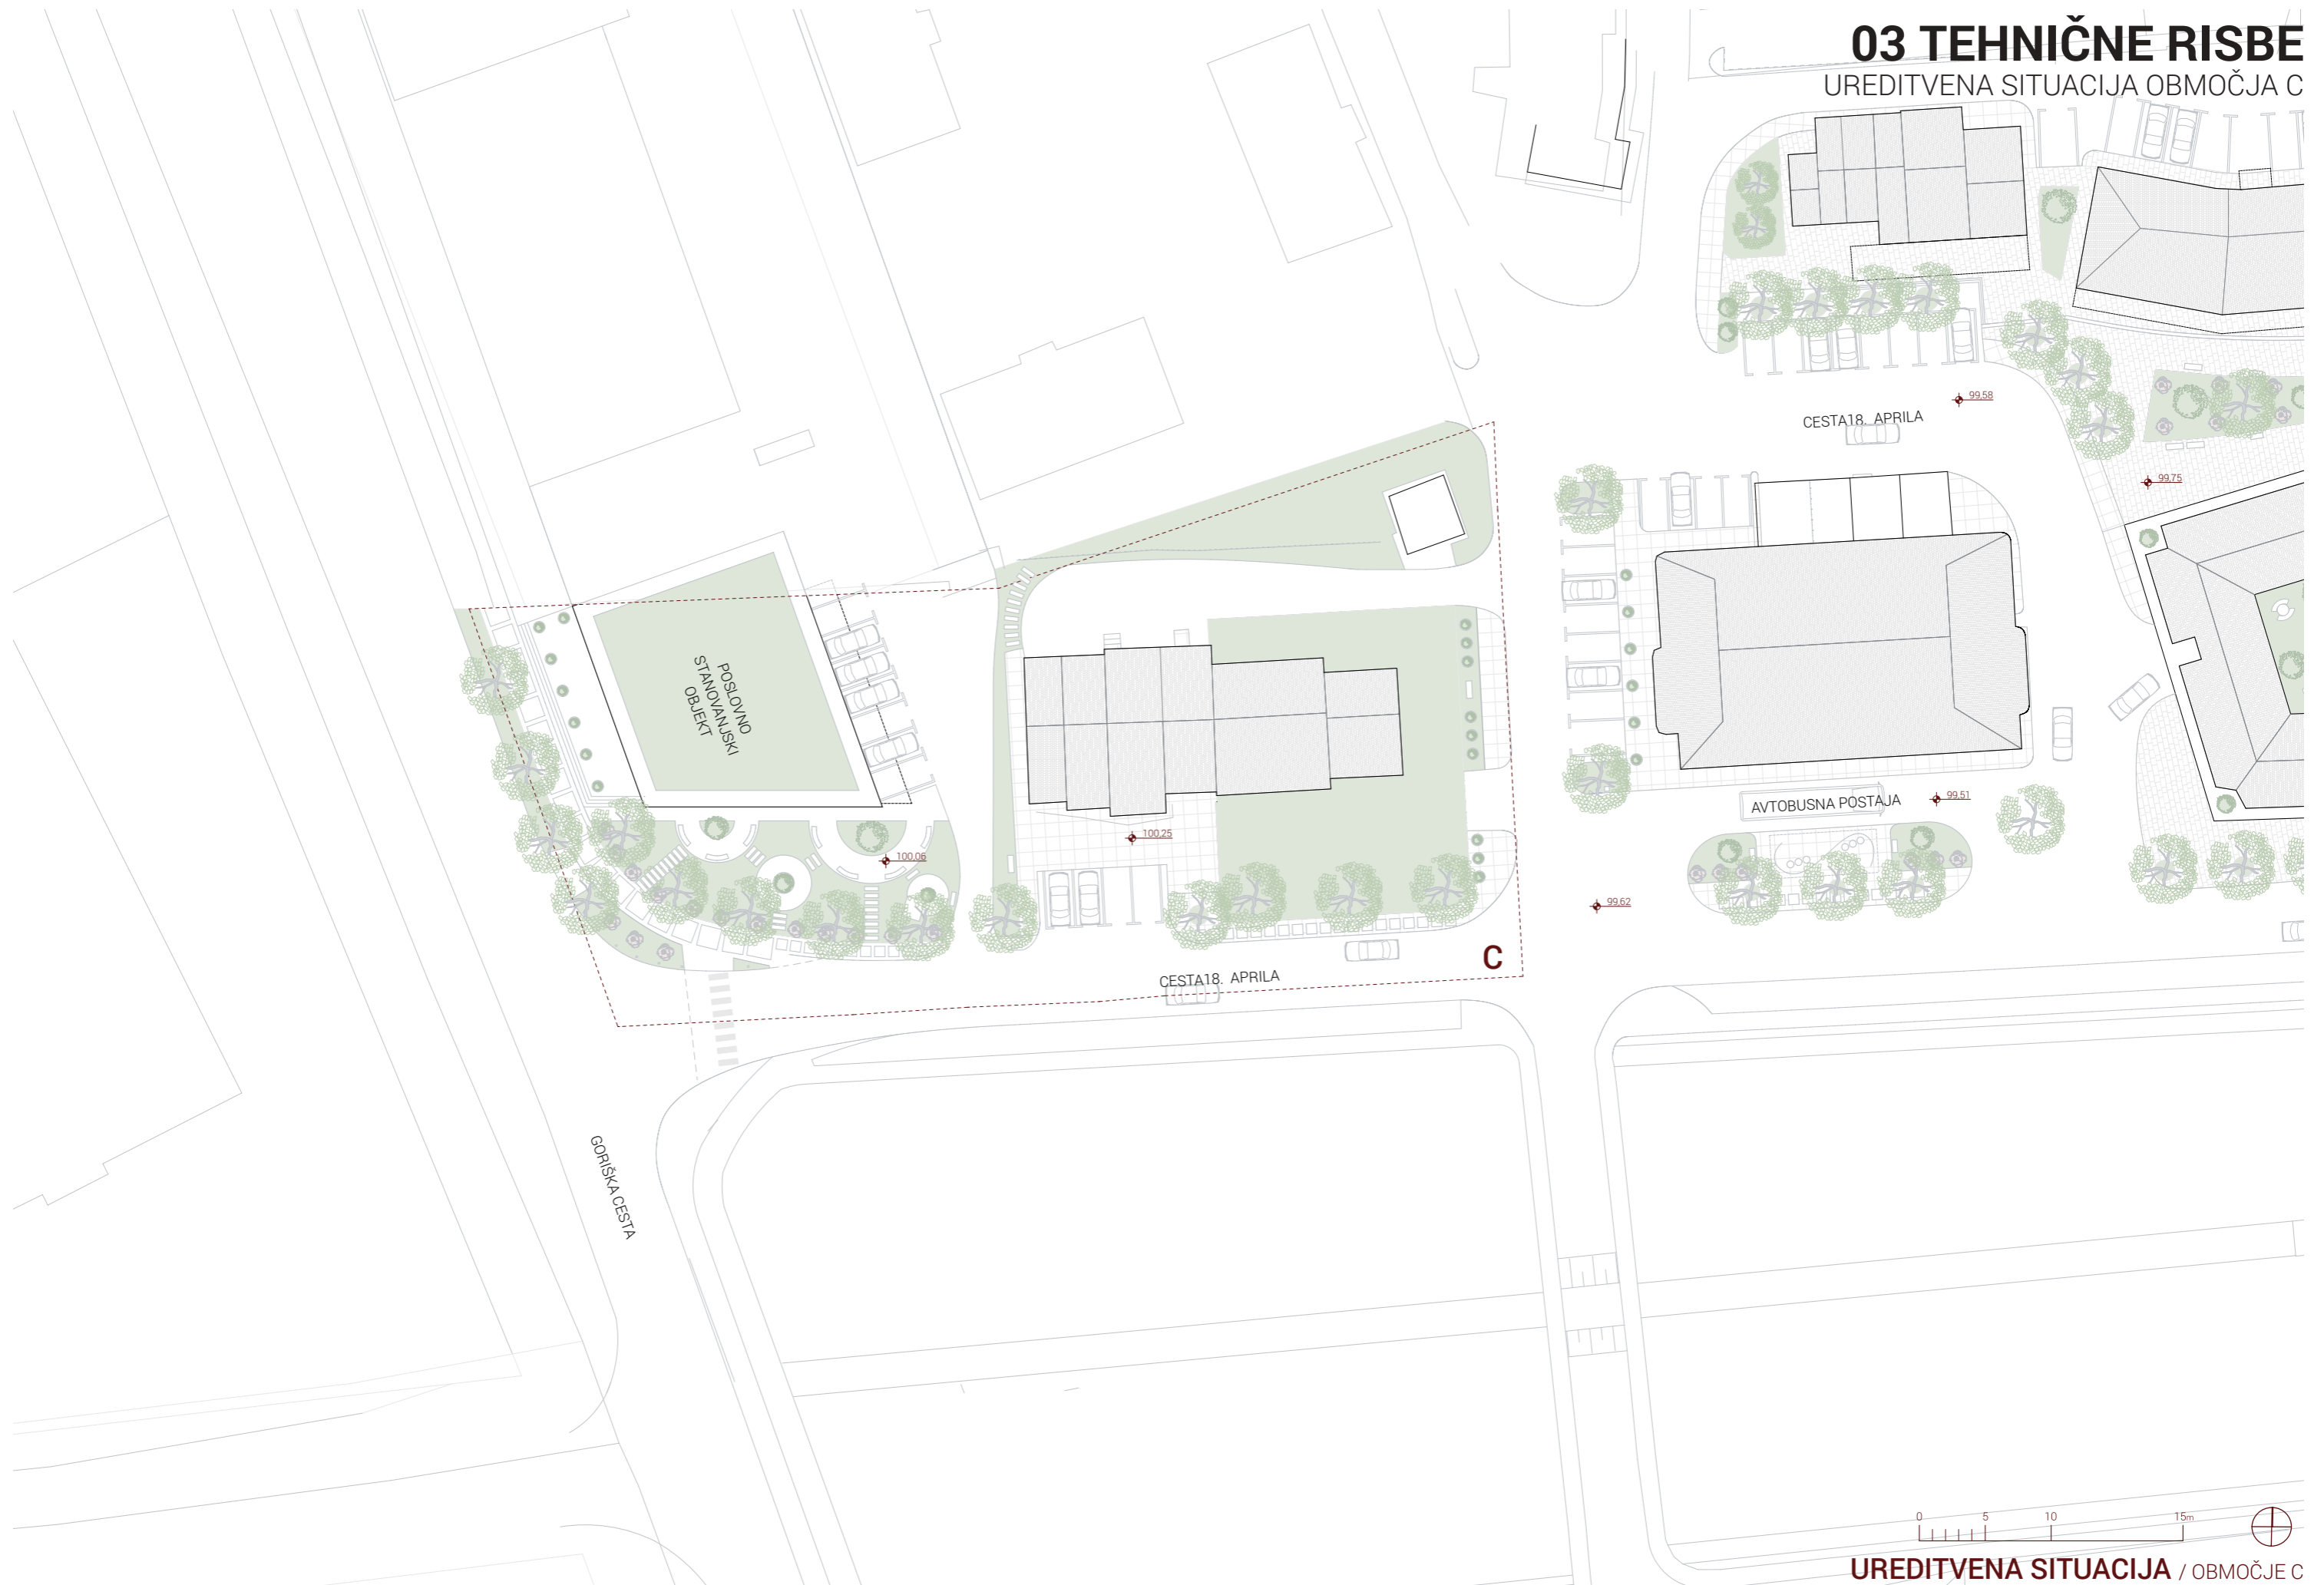 03 TEHNIČNE RISBE
UREDITVENA SITUACIJA OBMOČJA C
99,58
CESTA18. APRILA
99,75
POSLOVNO
STANOVANJSKI
OBJEKT
AVTOBUSNA POSTAJA
99,51
100,25
100,06
99,62
C
CESTA18. APRILA
GORIŠKA CESTA
0 5 10 15m
UREDITVENA SITUACIJA / OBMOČJE C